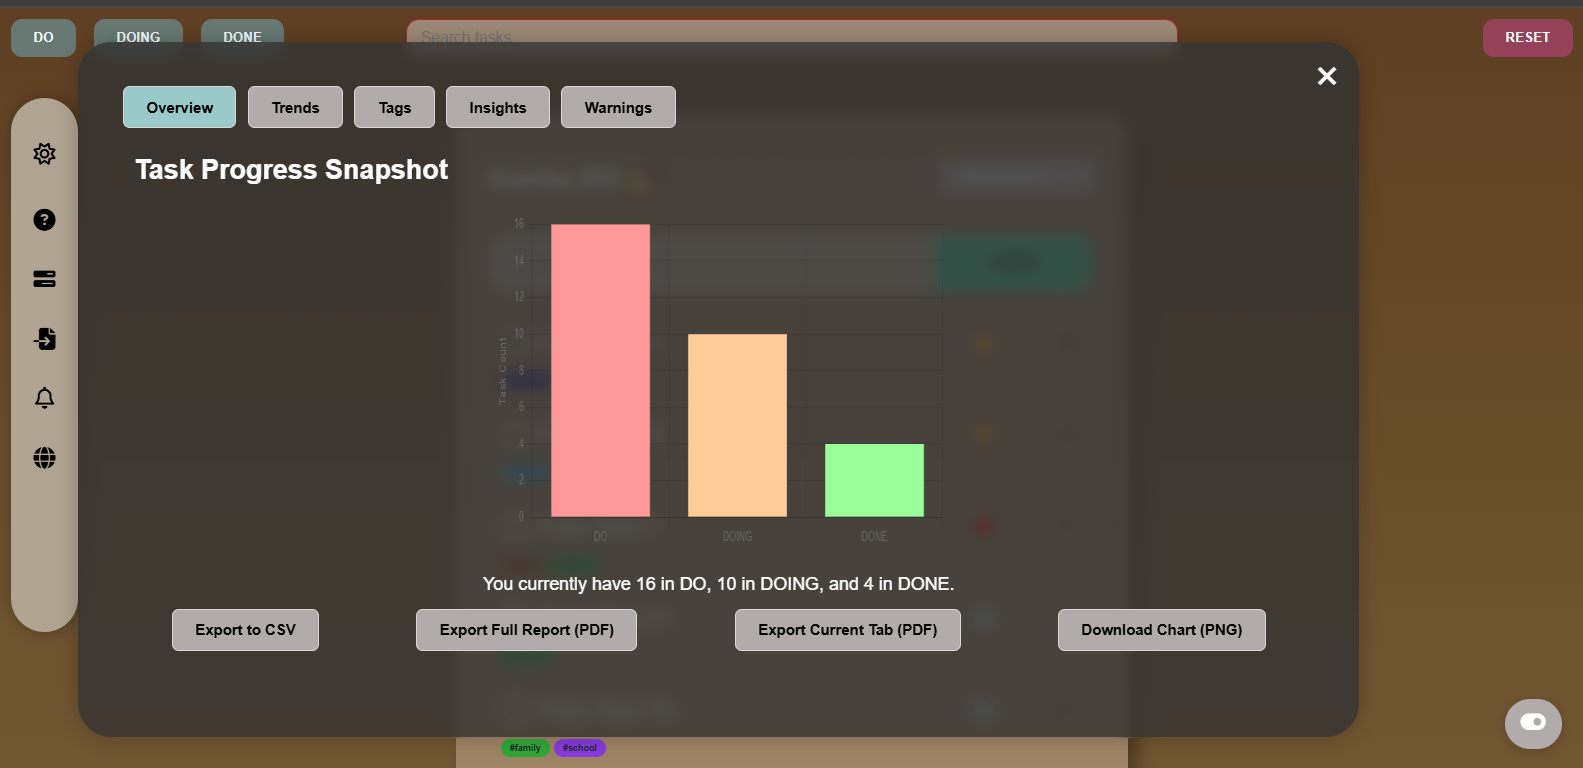 DO
DOING
DONE
Search tasks
RESET
Overview
Trends
Tags
Insights
Warnings
Task Progress Snapshot
16
14
12
10
8
6
4
2
0
Task Count
DO
DOING
DONE
You currently have 16 in DO, 10 in DOING, and 4 in DONE.
Export to CSV
Export Full Report (PDF)
Export Current Tab (PDF)
Download Chart (PNG)
#family
#school